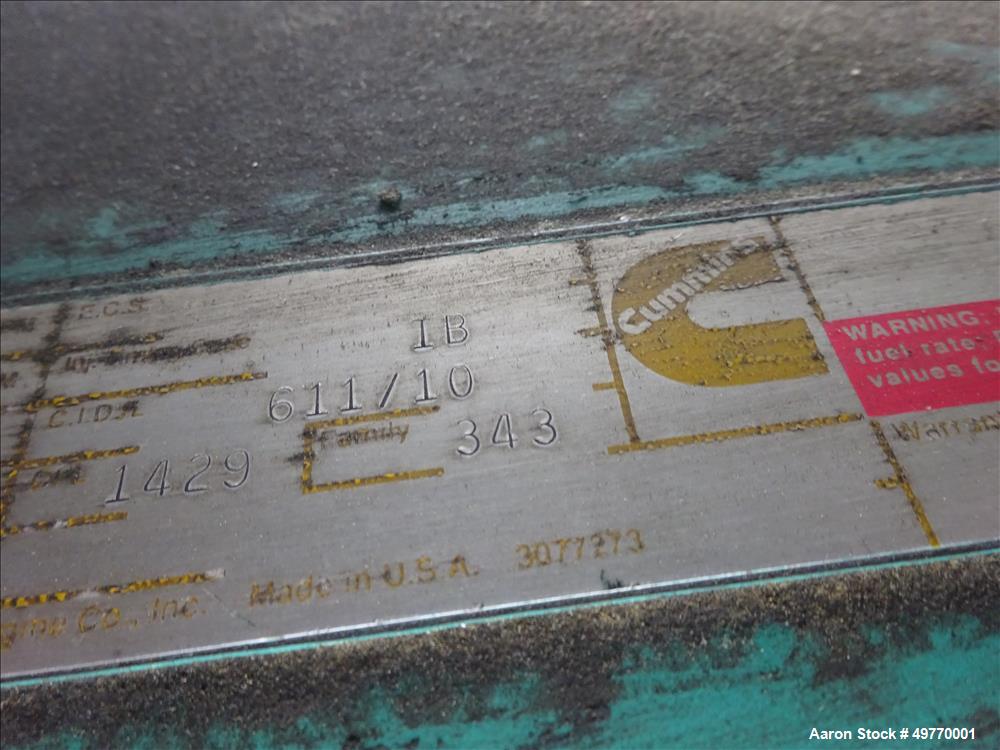 E.C.S.
Cummins
IB
WARNING:
fuel rate
values fo
611/10
C.I.D./L
Family
343
Warran
1429
Made in U.S.A. 3077273
gine Co., Inc.
Aaron Stock # 49770001